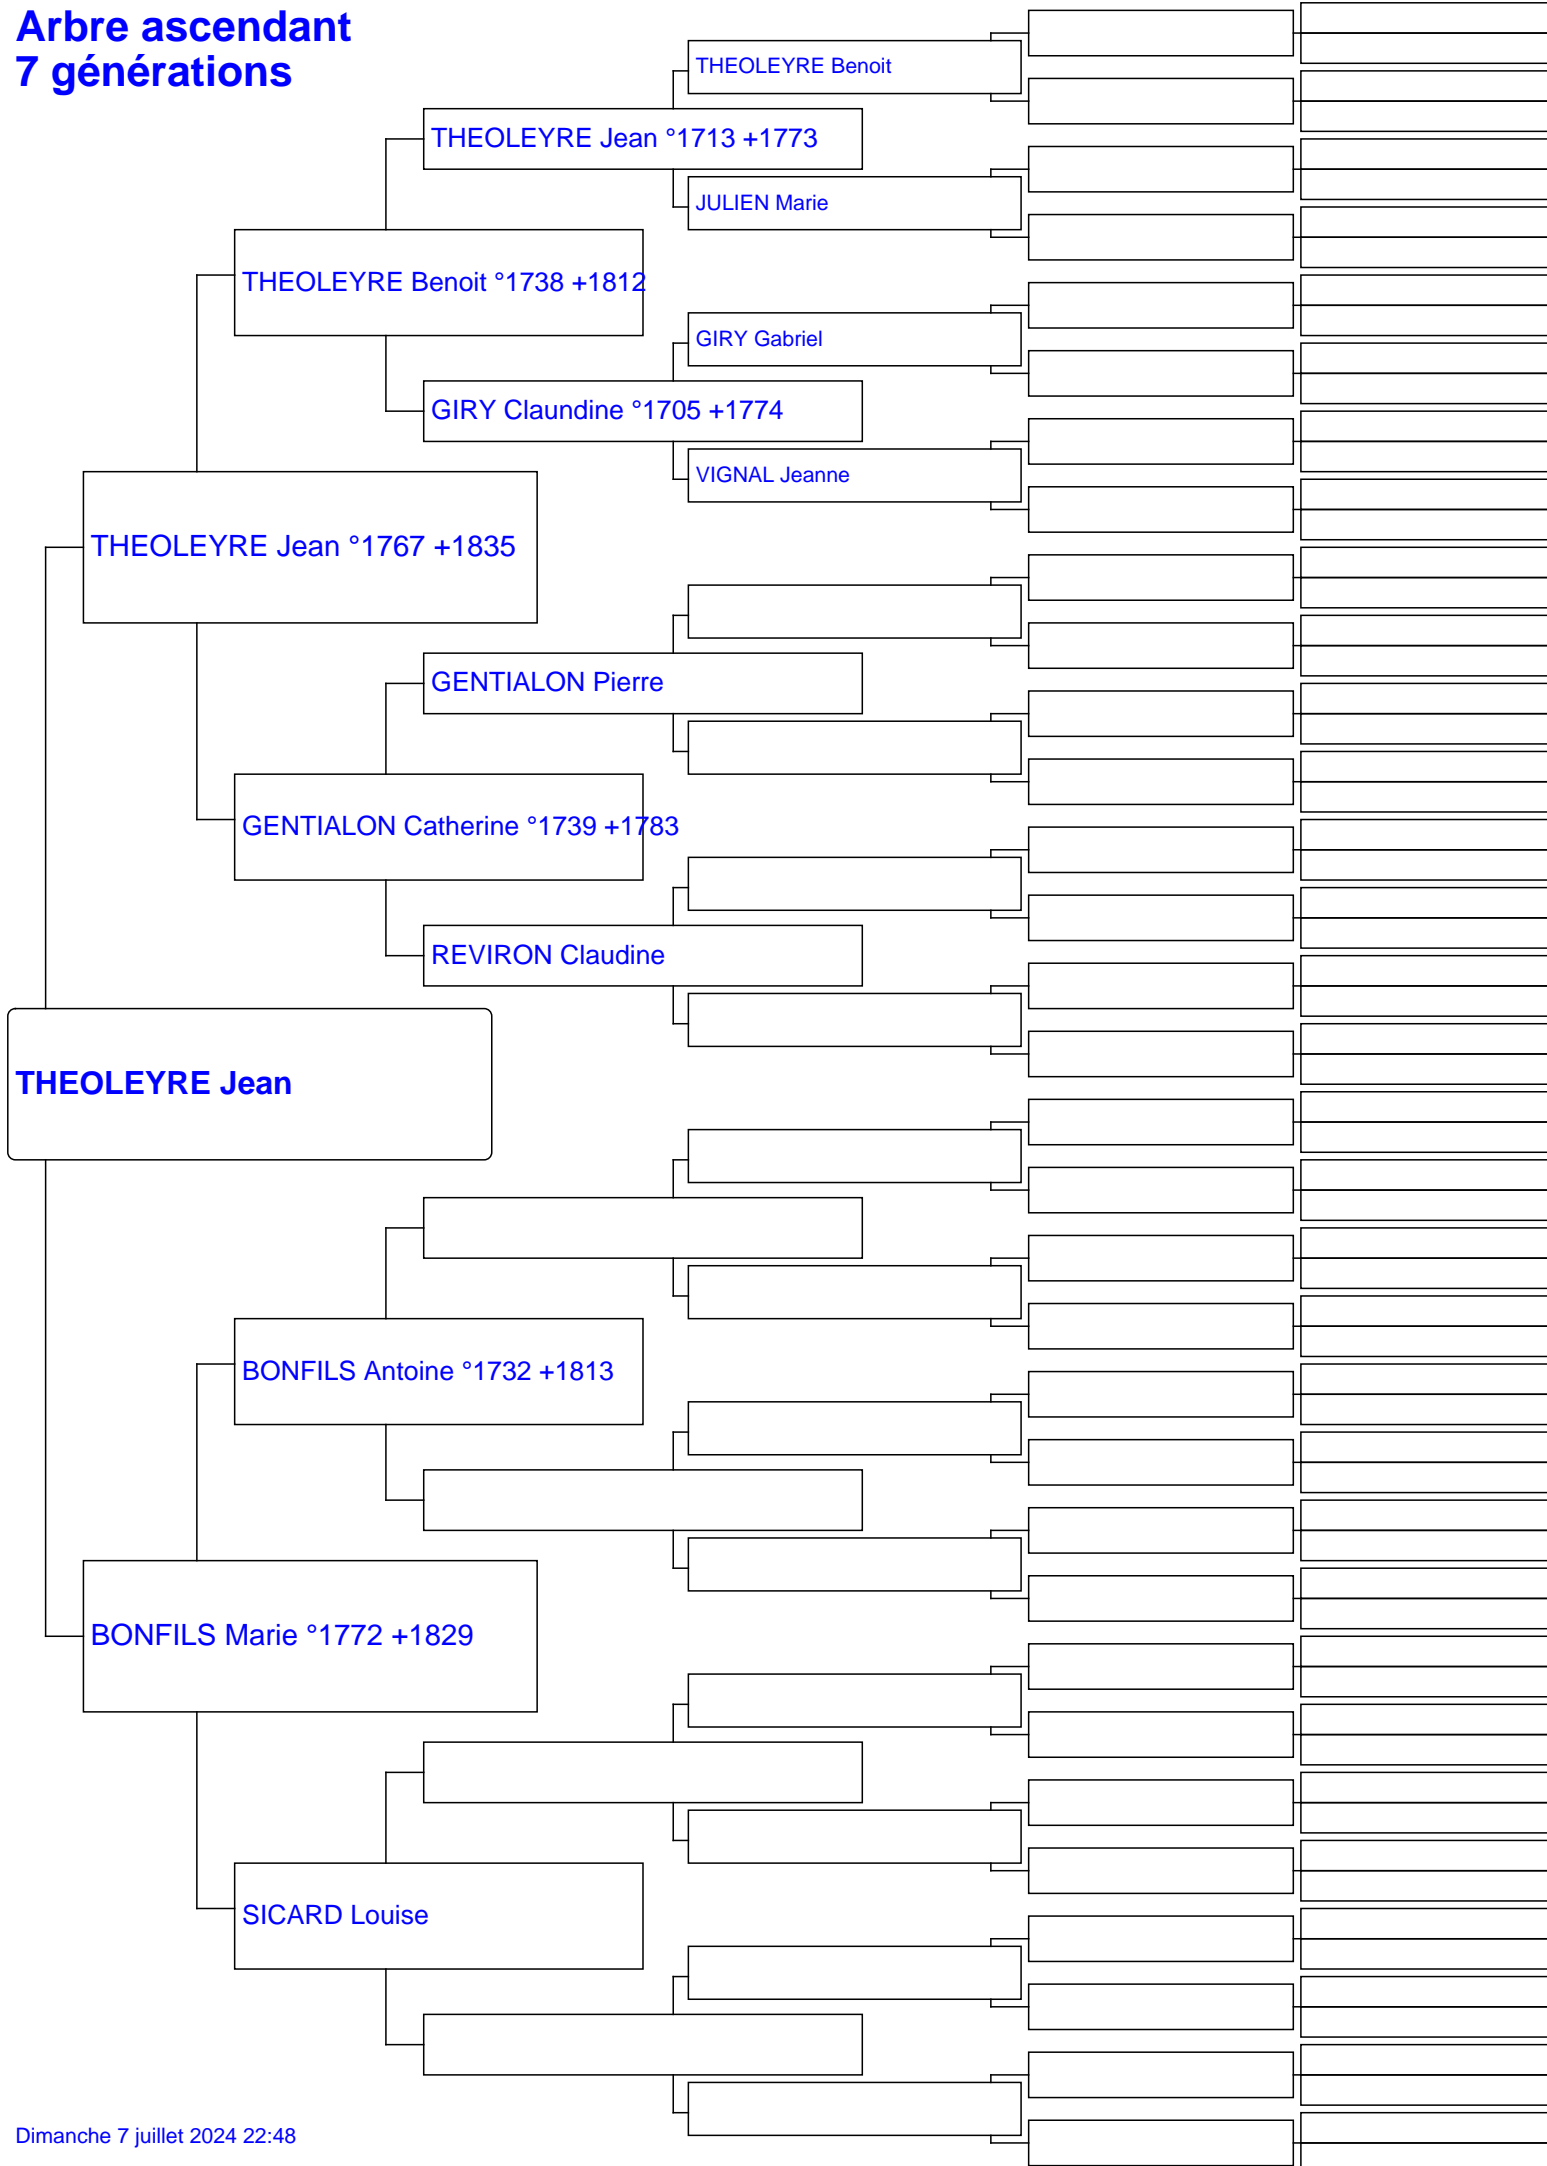 Arbre ascendant
7 générations
THEOLEYRE Benoit
THEOLEYRE Jean °1713 +1773
JULIEN Marie
THEOLEYRE Benoit °1738 +1812
GIRY Gabriel
GIRY Claundine °1705 +1774
VIGNAL Jeanne
THEOLEYRE Jean °1767 +1835
GENTIALON Pierre
GENTIALON Catherine °1739 +1783
REVIRON Claudine
THEOLEYRE Jean
BONFILS Antoine °1732 +1813
BONFILS Marie °1772 +1829
SICARD Louise
Dimanche 7 juillet 2024 22:48